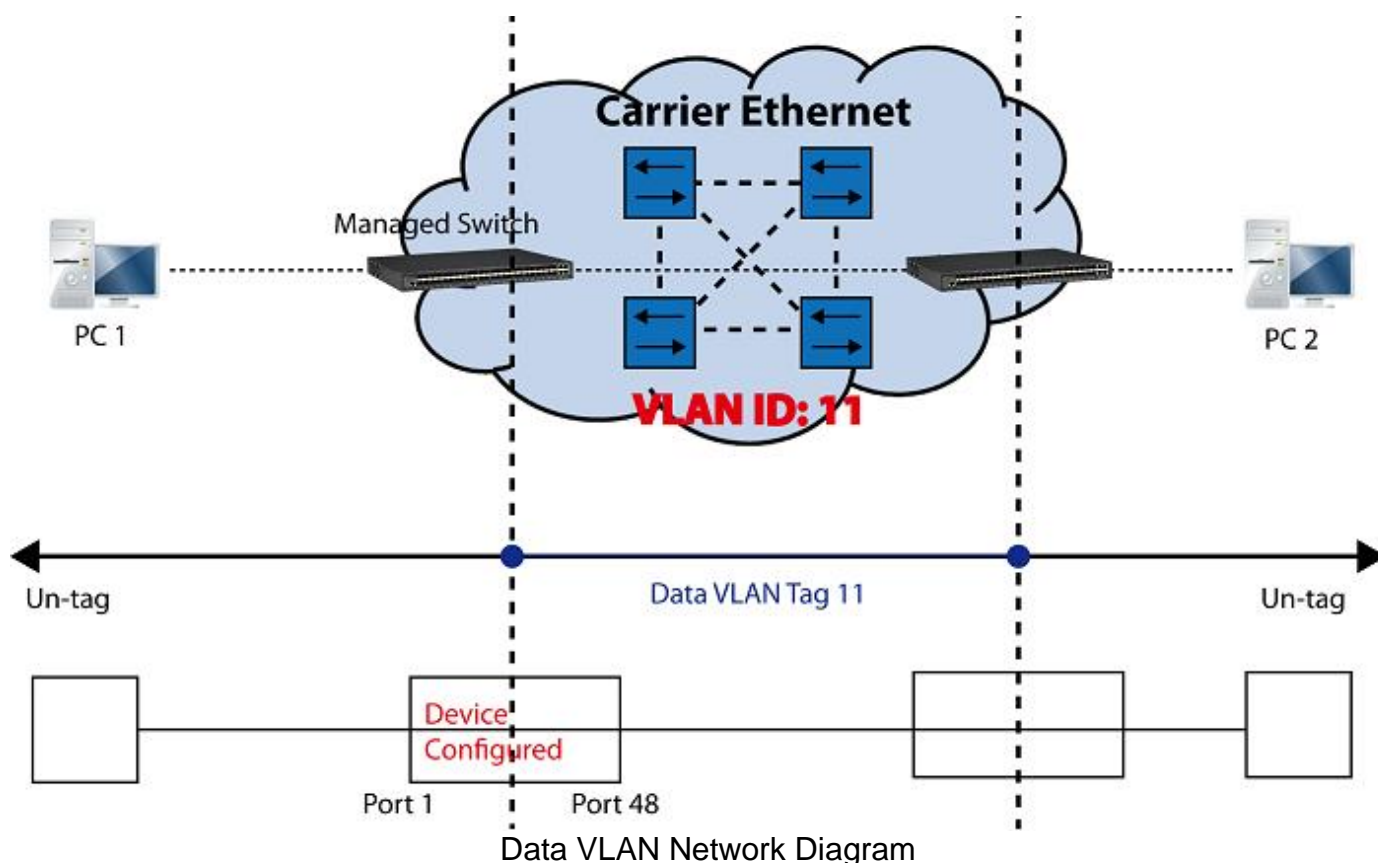 Carrier Ethernet
Managed Switch
PC 1
PC 2
VLAN ID: 11
Un-tag
Data VLAN Tag 11
Un-tag
Device
Configured
Port 1
Port 48
Data VLAN Network Diagram